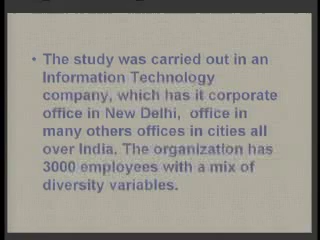 • The study was carried out in an
Information Technology
company, which has it corporate
office in New Delhi,  office in
many others offices in cities all
over India. The organization has
3000 employees with a mix of
diversity variables.